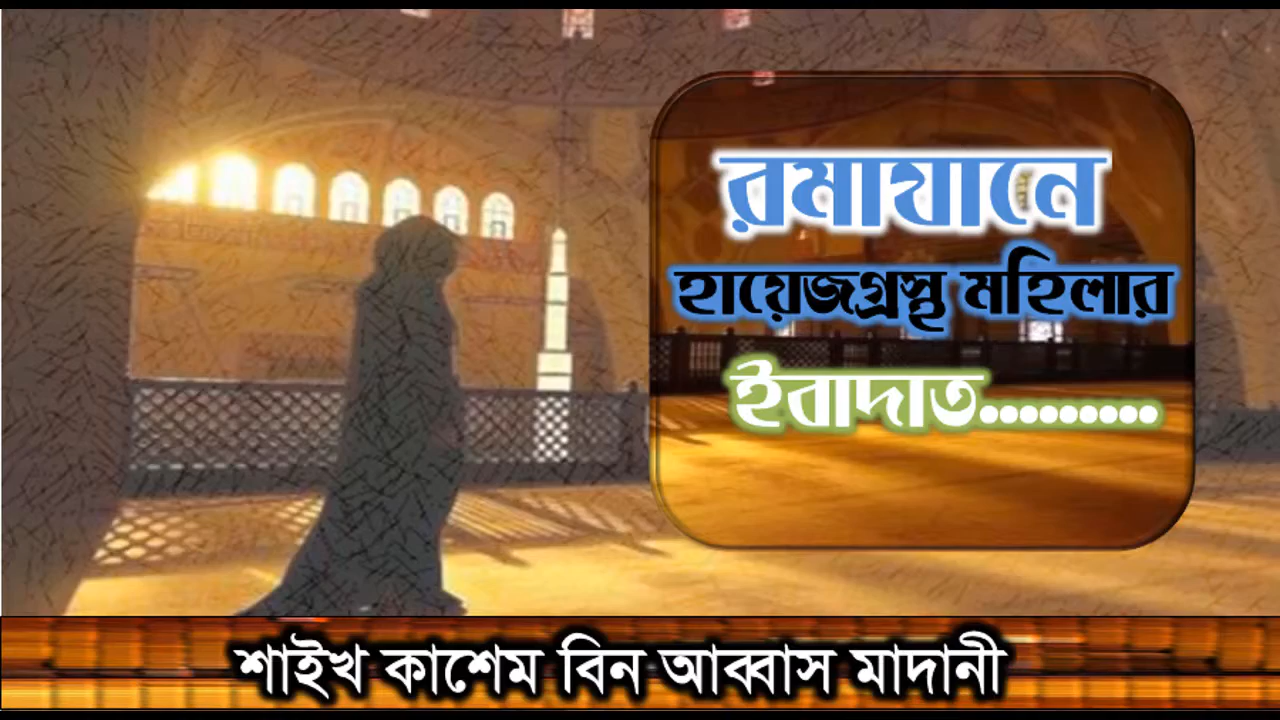 রমাযানে
হায়েজগ্রস্থ মহিলার
ইবাদাত.........
শাইখ কাশেম বিন আব্বাস মাদানী